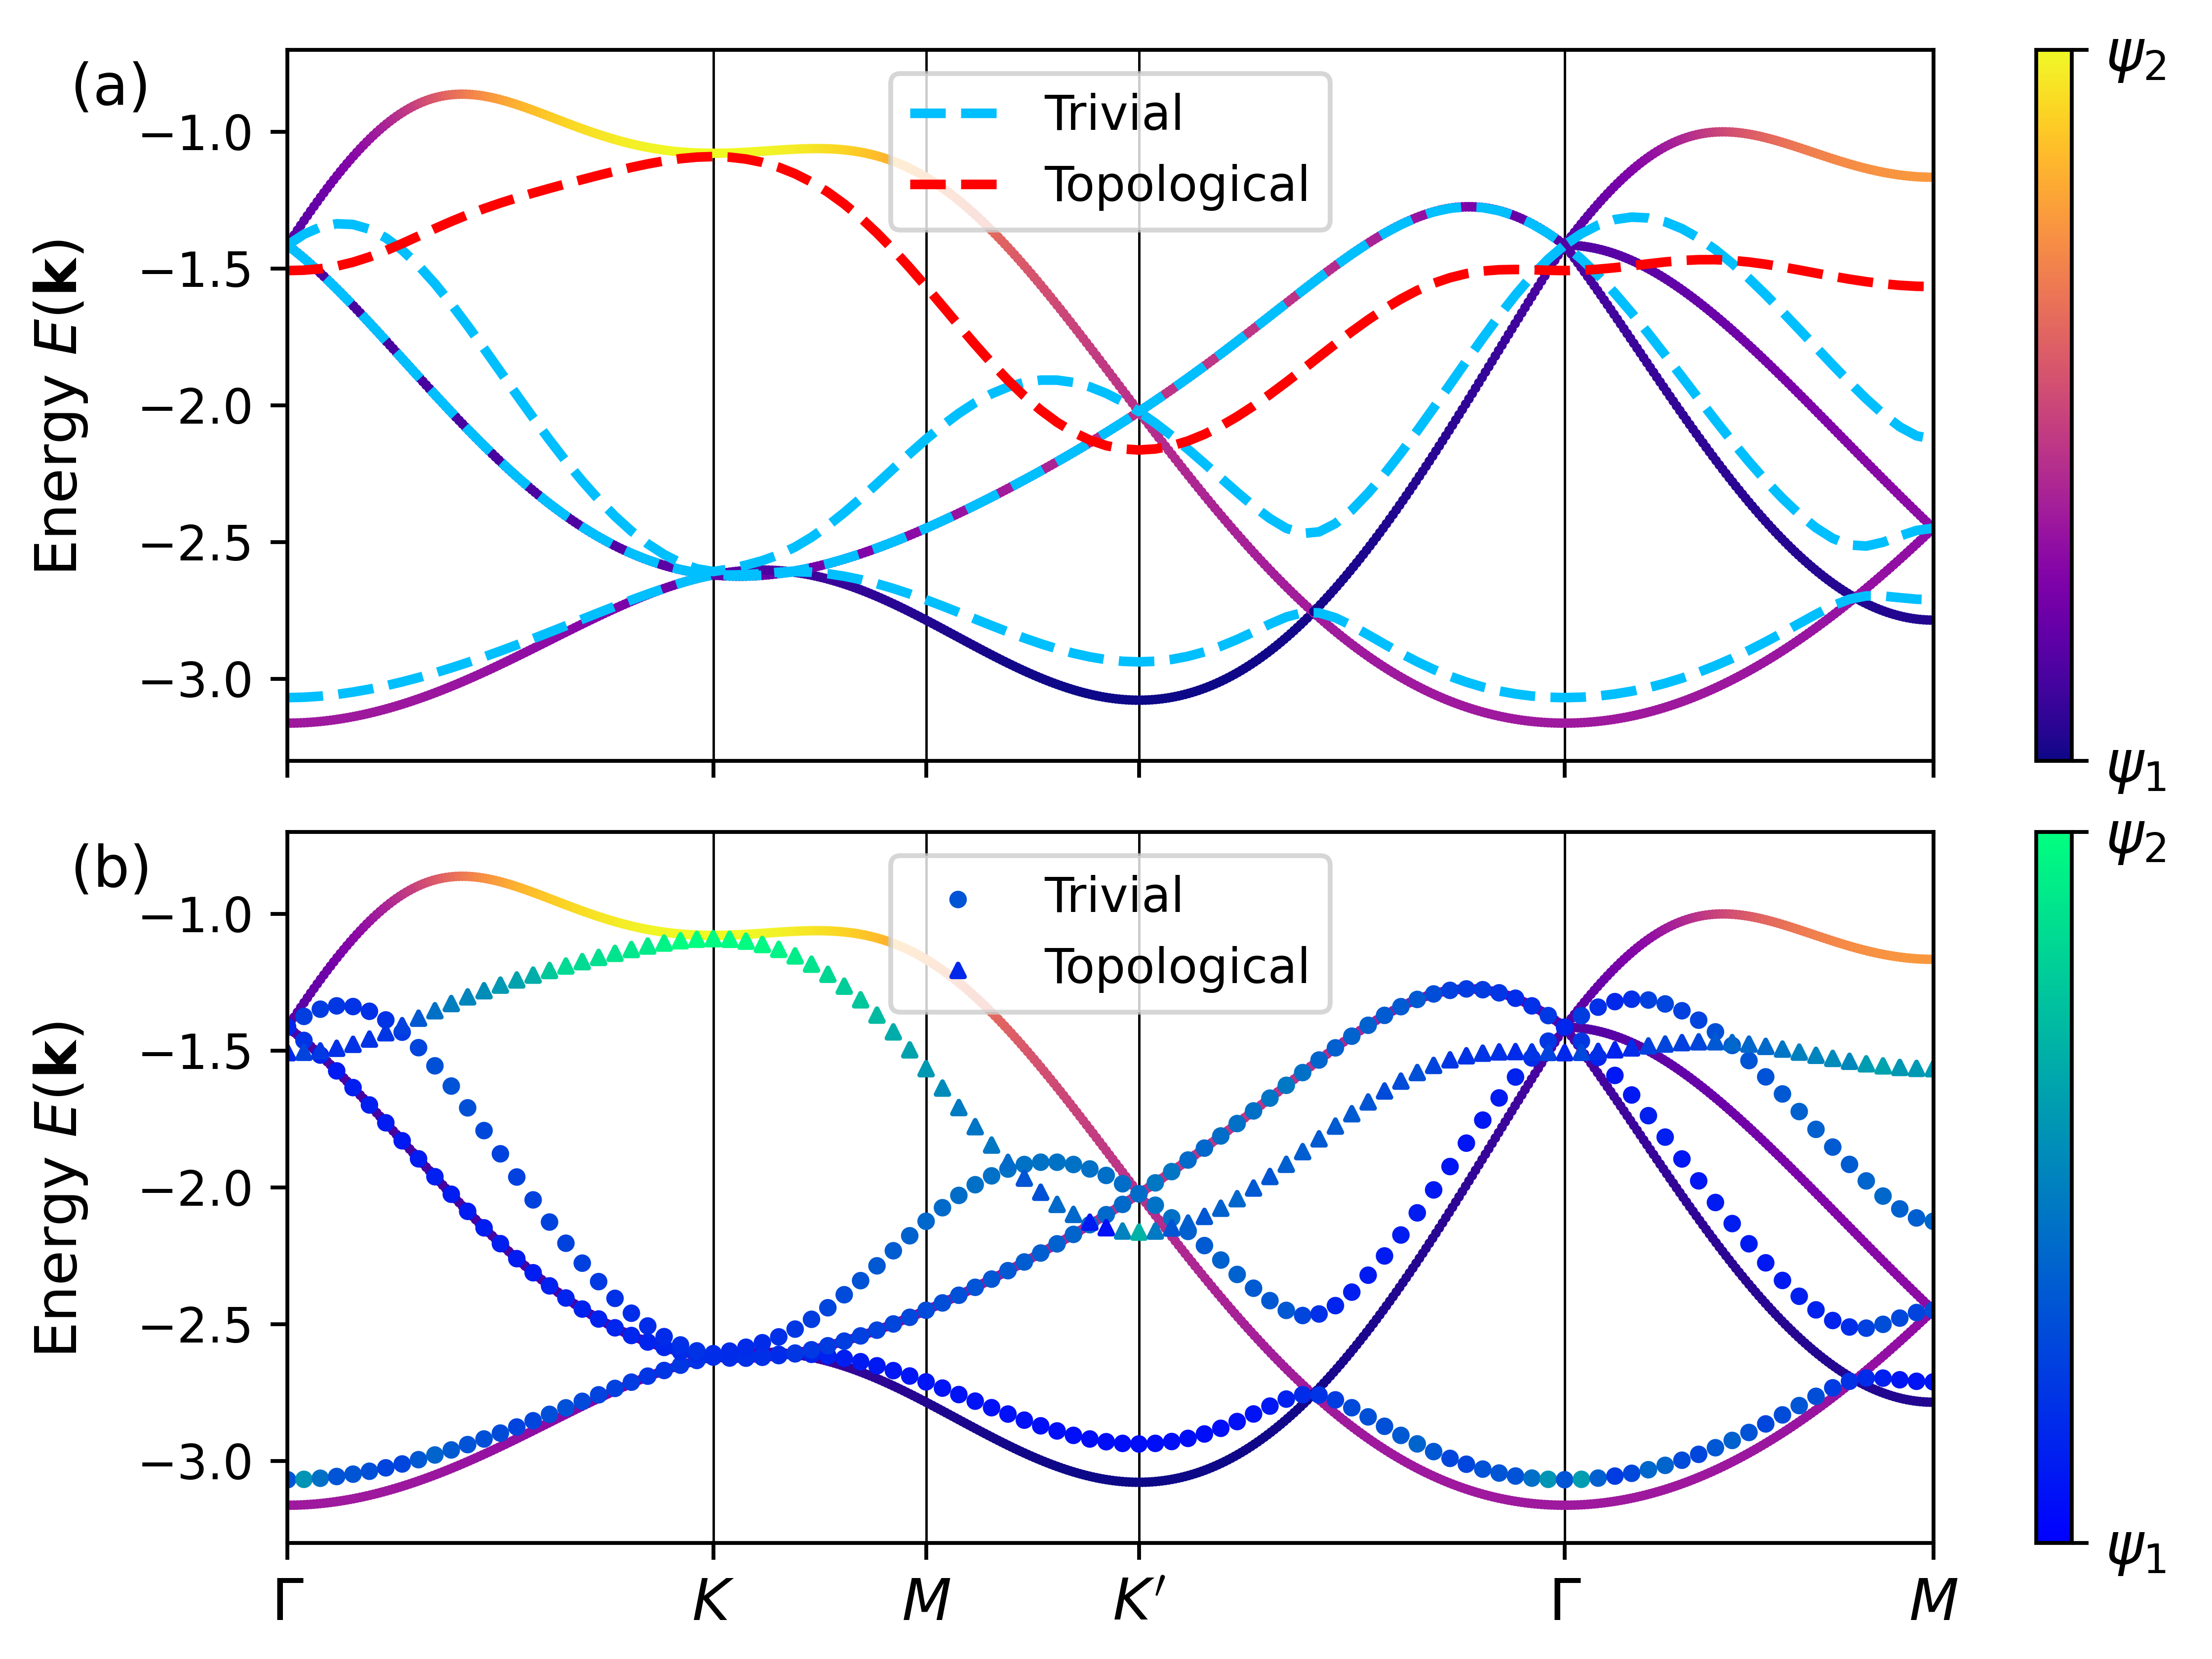 (a)
Energy E(k)
−1.0
−1.5
−2.0
−2.5
−3.0
Trivial
Topological
ψ2
ψ1
(b)
Energy E(k)
−1.0
−1.5
−2.0
−2.5
−3.0
Trivial
Topological
ψ2
ψ1
Γ K M K′ Γ M